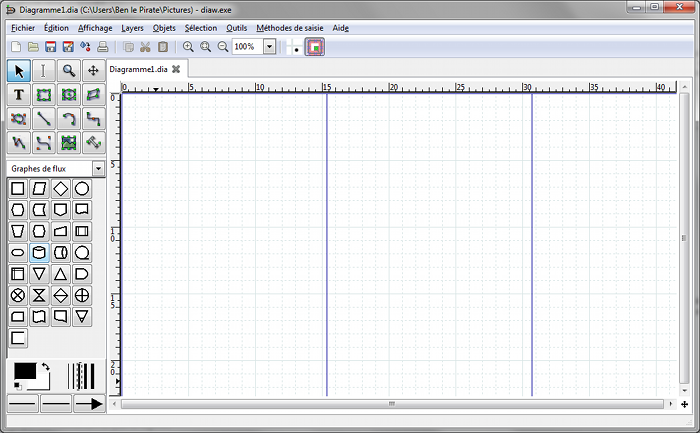 Diagramme1.dia (C:\Users\Ben le Pirate\Pictures) - diaw.exe
Fichier Édition Affichage Layers Objets Sélection Outils Méthodes de saisie Aide
100%
Diagramme1.dia
0 5 10 15 20 25 30 35 40
T
Graphes de flux
0
5
10
15
20